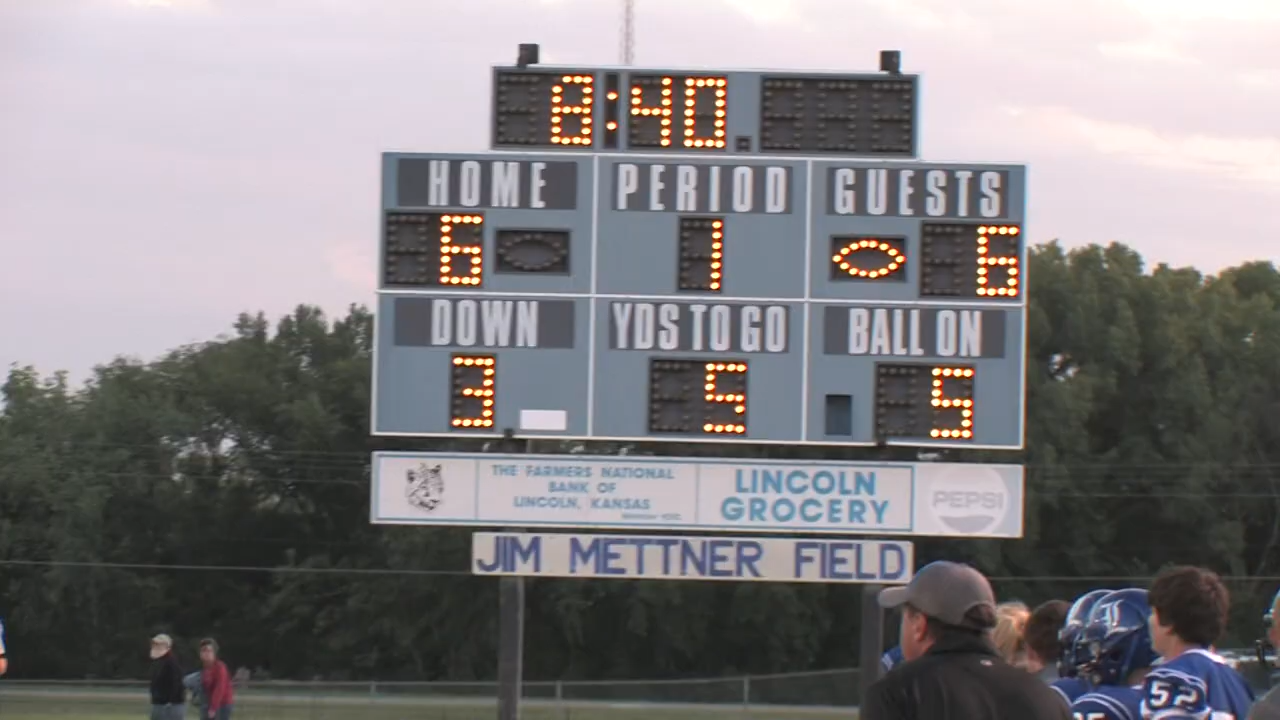 8:40
HOME PERIOD GUESTS
6 1 6
DOWN YDS TO GO BALL ON
3 5 5
THE FARMERS NATIONAL
BANK OF
LINCOLN, KANSAS
LINCOLN
GROCERY
PEPSI
JIM METTNER FIELD
L
52